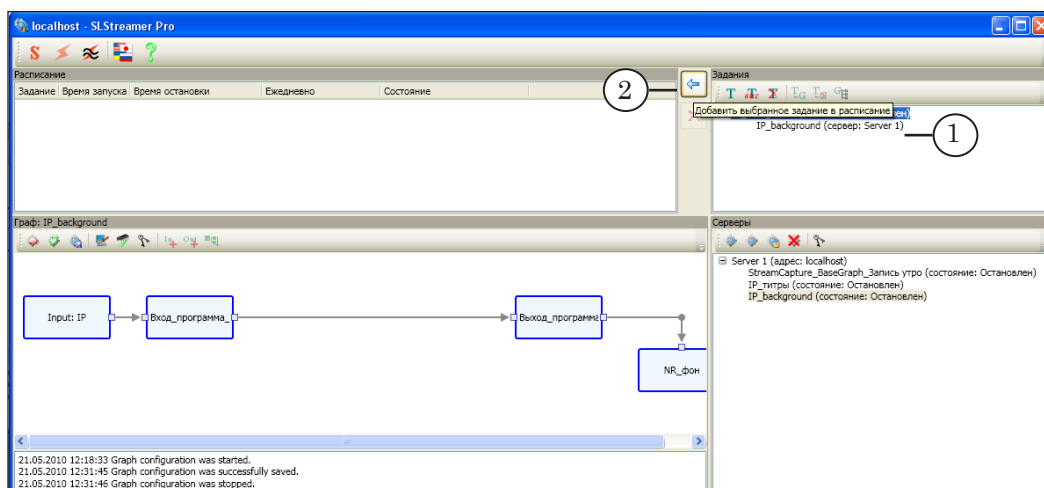 localhost - SLStreamer Pro
S
Расписание
Задания
Задание Время запуска Время остановки Ежедневно Состояние
2
Добавить выбранное задание в расписание
лен)
IP_background (сервер: Server 1)
1
Граф: IP_background
Серверы
In Out
Server 1 (адрес: localhost)
StreamCapture_BaseGraph_Запись утро (состояние: Остановлен)
IP_титры (состояние: Остановлен)
IP_background (состояние: Остановлен)
Input: IP
Вход_программа_
Выход_программа
NR_фон
21.05.2010 12:18:33 Graph configuration was started.
21.05.2010 12:31:45 Graph configuration was successfully saved.
21.05.2010 12:31:46 Graph configuration was stopped.